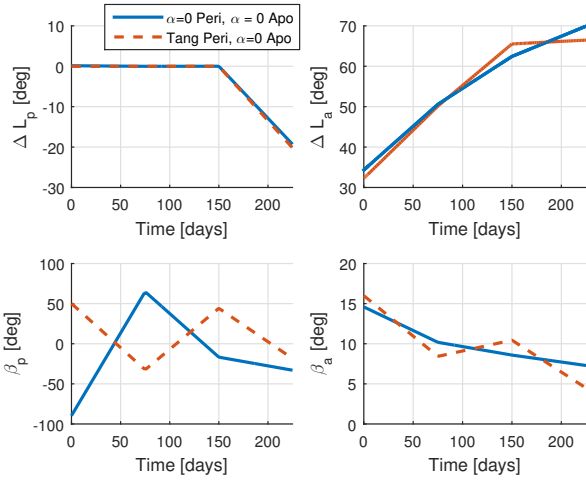 α=0 Peri, α = 0 Apo
Tang Peri, α=0 Apo
10
0
-10
-20
-30
0 50 100 150 200
Time [days]
Δ L_p [deg]
70
60
50
40
30
0 50 100 150 200
Time [days]
Δ L_a [deg]
100
50
0
-50
-100
0 50 100 150 200
Time [days]
β_p [deg]
20
15
10
5
0
0 50 100 150 200
Time [days]
β_a [deg]